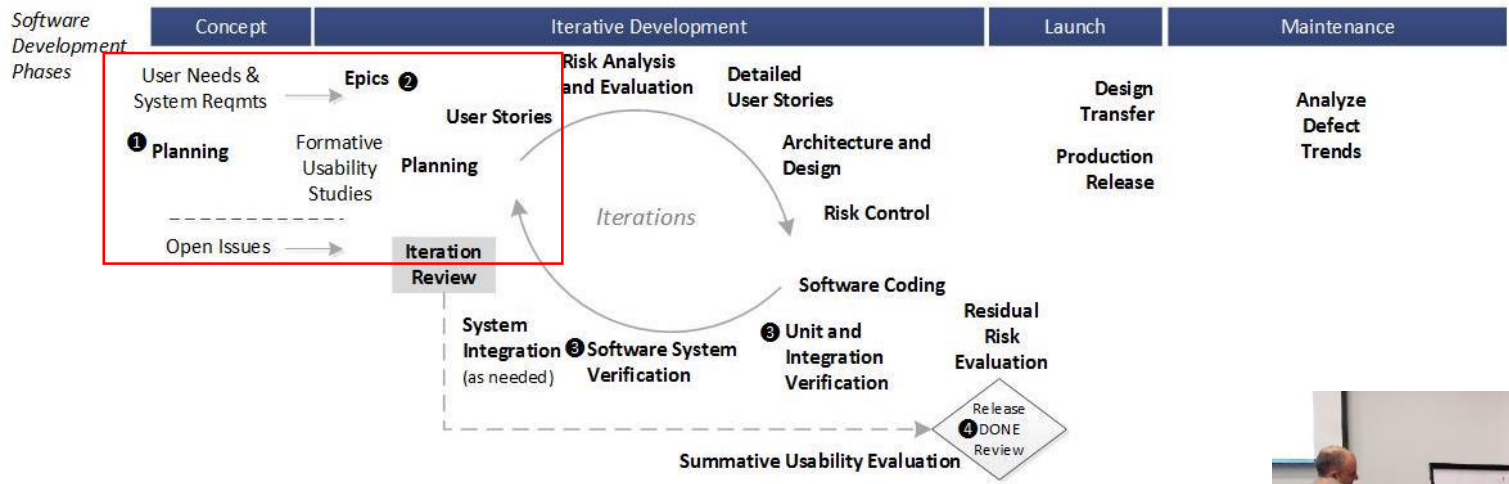 Software
Development
Phases
Concept
Iterative Development
Launch
Maintenance
User Needs &
System Reqmts
❶ Planning
Epics ❷
User Stories
Formative
Usability
Studies
Planning
Open Issues
Iteration
Review
Risk Analysis
and Evaluation
Detailed
User Stories
Architecture and
Design
Risk Control
Iterations
Software Coding
❸ Unit and
Integration
Verification
❸ Software System
Verification
System
Integration
(as needed)
Residual
Risk
Evaluation
Release
❹ DONE
Review
Summative Usability Evaluation
Design
Transfer
Production
Release
Analyze
Defect
Trends